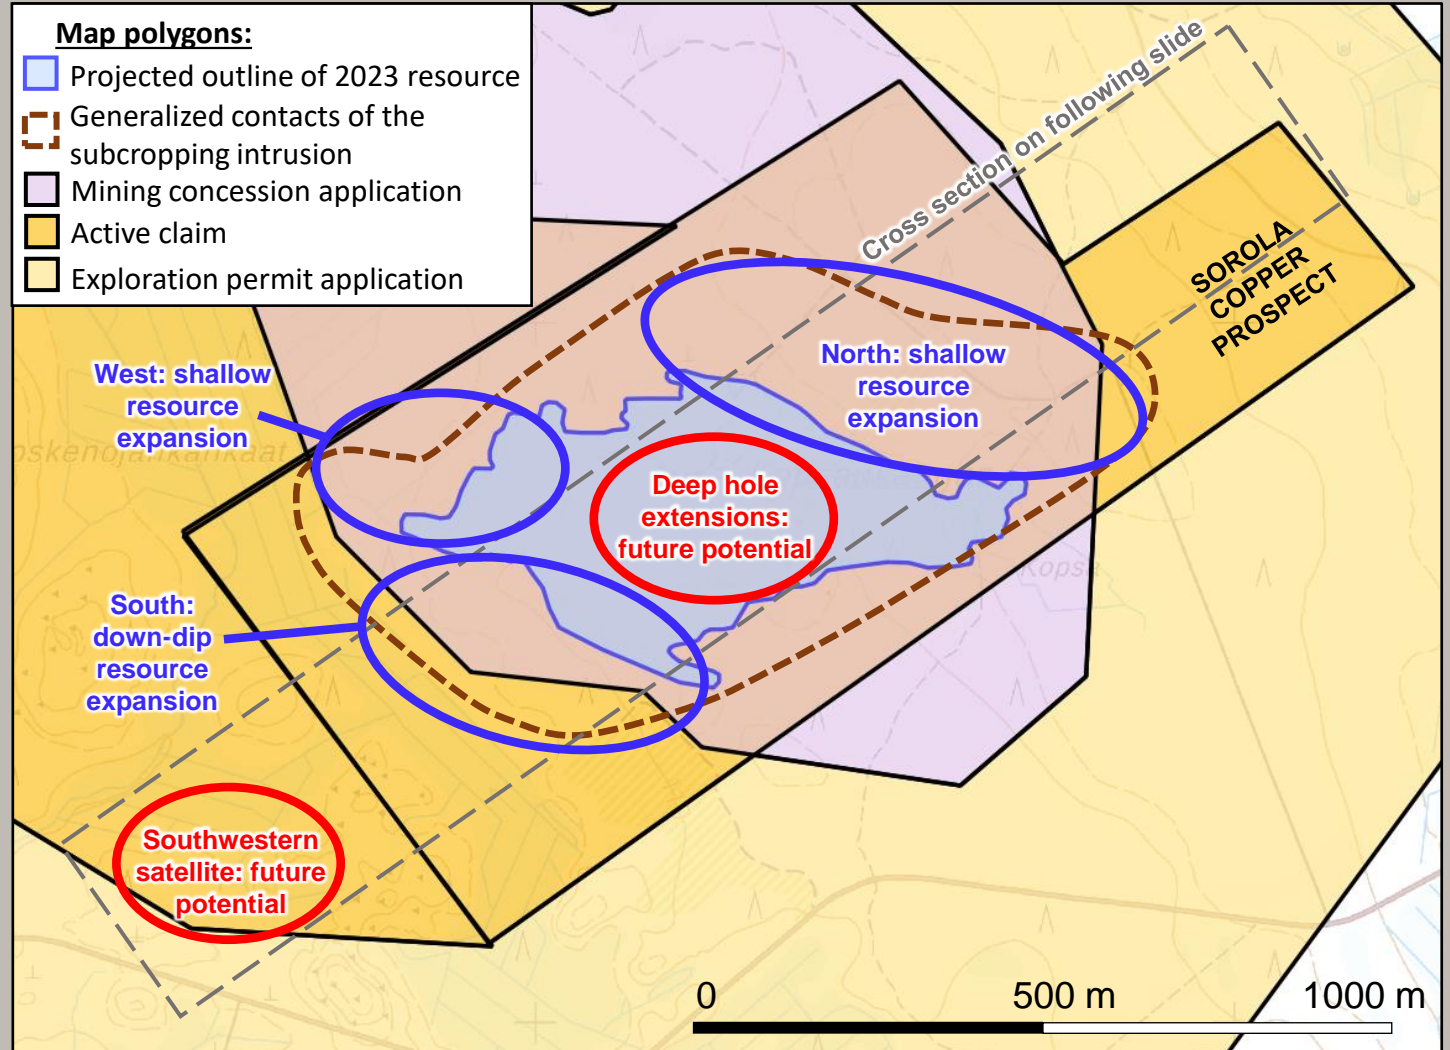 Map polygons:
Projected outline of 2023 resource
Generalized contacts of the
subcropping intrusion
Mining concession application
Active claim
Exploration permit application
Cross section on following slide
SOROLA
COPPER
PROSPECT
West: shallow
resource
expansion
North: shallow
resource
expansion
Deep hole
extensions:
future potential
Kopsa
South:
down-dip
resource
expansion
Southwestern
satellite: future
potential
0 500 m 1000 m